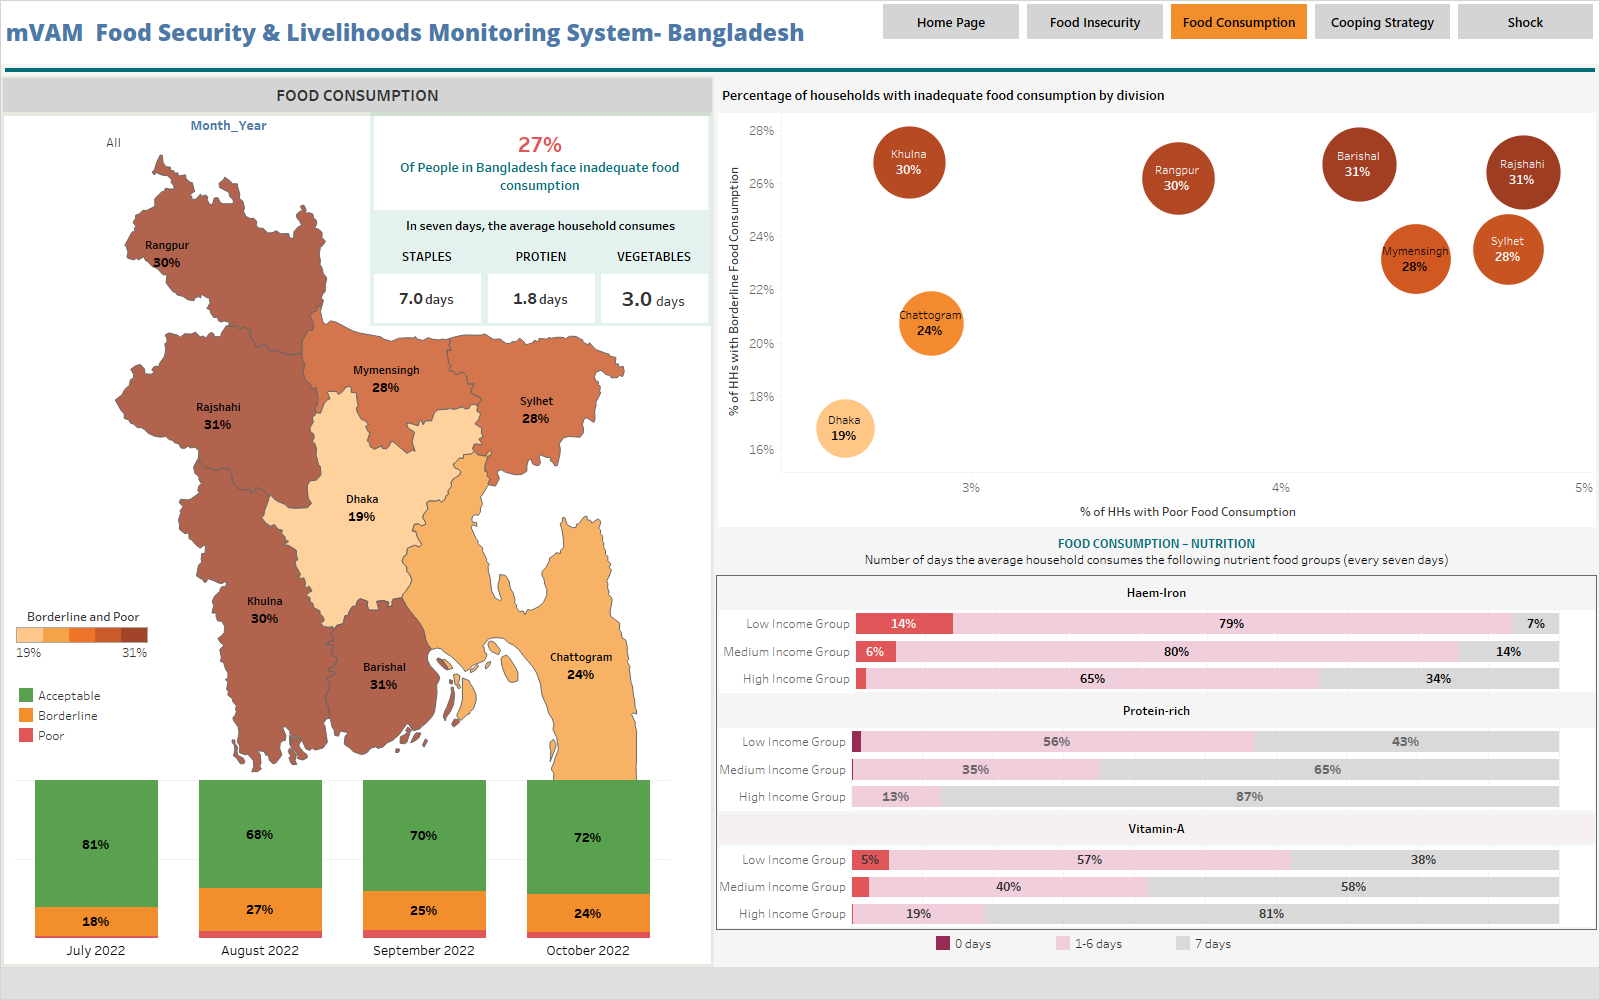 mVAM Food Security & Livelihoods Monitoring System- Bangladesh
Home Page
Food Insecurity
Food Consumption
Cooping Strategy
Shock
FOOD CONSUMPTION
Month_Year
All
27%
Of People in Bangladesh face inadequate food
consumption
In seven days, the average household consumes
STAPLES
PROTIEN
VEGETABLES
7.0 days
1.8 days
3.0 days
Rangpur
30%
Mymensingh
28%
Rajshahi
31%
Sylhet
28%
Dhaka
19%
Khulna
30%
Barishal
31%
Chattogram
24%
Borderline and Poor
19%
31%
Acceptable
Borderline
Poor
81%
18%
68%
27%
70%
25%
72%
24%
July 2022
August 2022
September 2022
October 2022
Percentage of households with inadequate food consumption by division
% of HHs with Borderline Food Consumption
28%
26%
24%
22%
20%
18%
16%
Khulna
30%
Rangpur
30%
Barishal
31%
Rajshahi
31%
Mymensingh
28%
Sylhet
28%
Chattogram
24%
Dhaka
19%
3%
4%
5%
% of HHs with Poor Food Consumption
FOOD CONSUMPTION – NUTRITION
Number of days the average household consumes the following nutrient food groups (every seven days)
Haem-Iron
Low Income Group 14% 79% 7%
Medium Income Group 6% 80% 14%
High Income Group 65% 34%
Protein-rich
Low Income Group 56% 43%
Medium Income Group 35% 65%
High Income Group 13% 87%
Vitamin-A
Low Income Group 5% 57% 38%
Medium Income Group 40% 58%
High Income Group 19% 81%
0 days
1-6 days
7 days